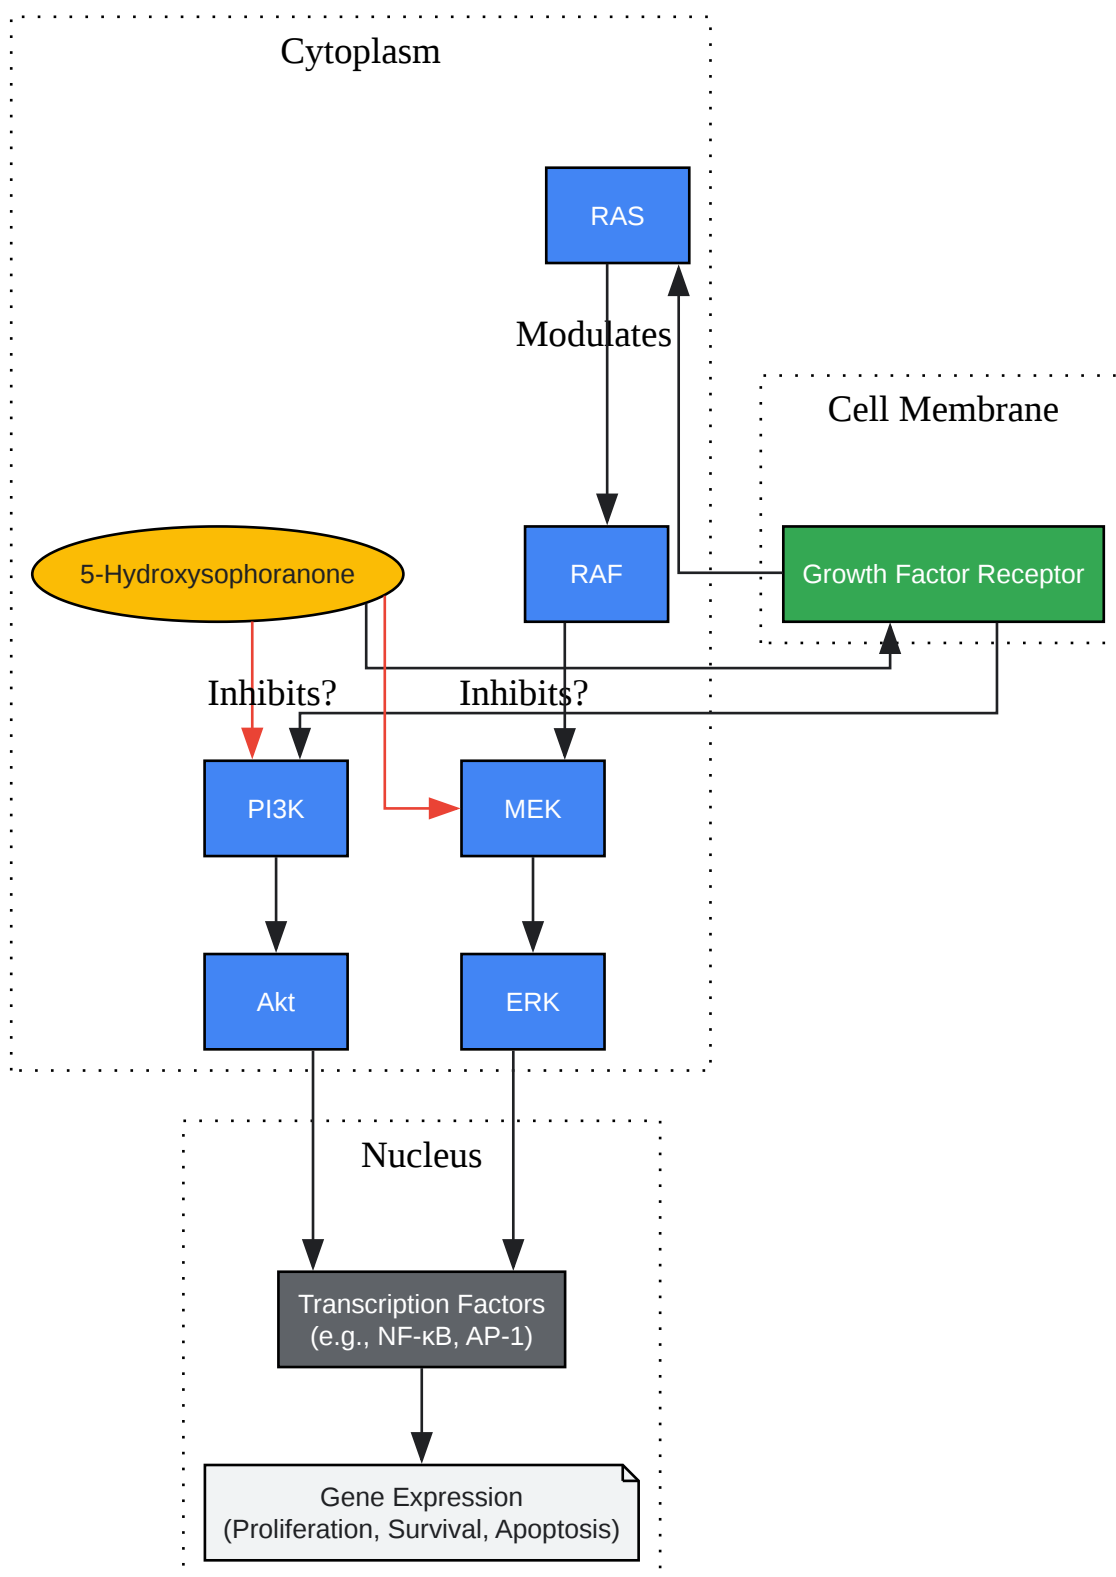 Cytoplasm
RAS
Modulates
Cell Membrane
5-Hydroxysophoranone
RAF
Growth Factor Receptor
Inhibits?
Inhibits?
PI3K
MEK
Akt
ERK
Nucleus
Transcription Factors
(e.g., NF-κB, AP-1)
Gene Expression
(Proliferation, Survival, Apoptosis)